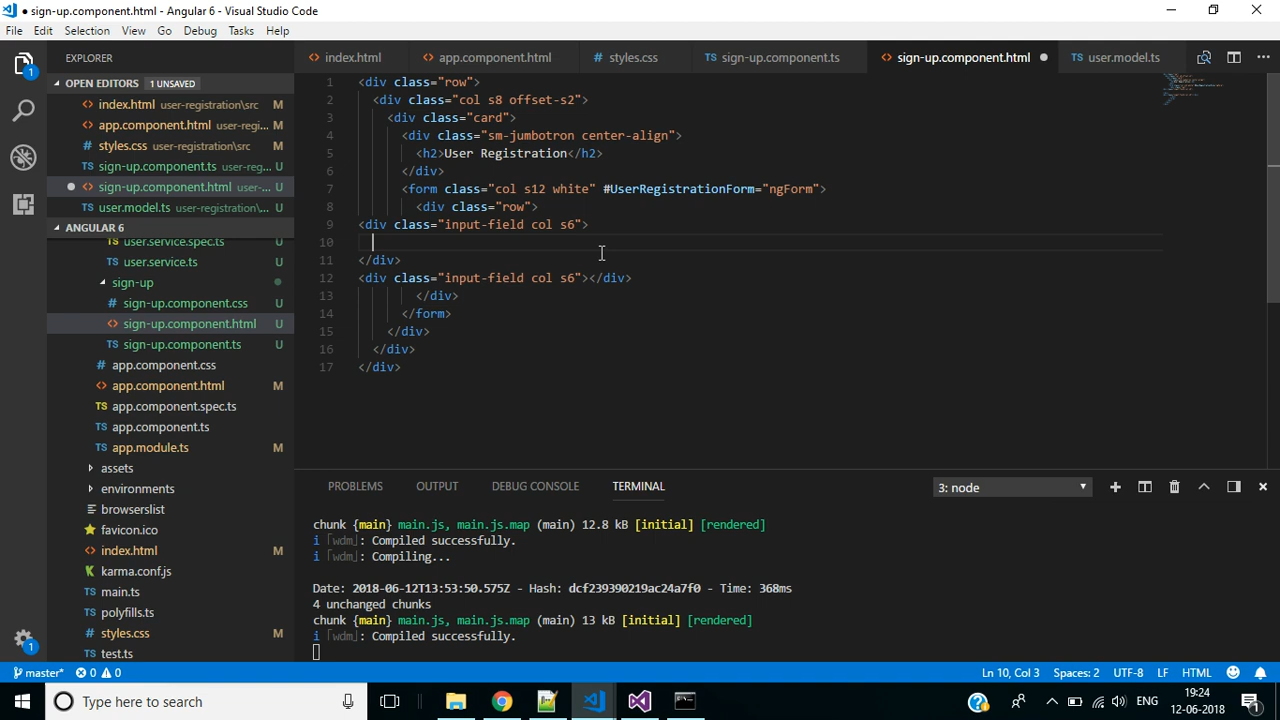 ● sign-up.component.html - Angular 6 - Visual Studio Code
File Edit Selection View Go Debug Tasks Help
EXPLORER
index.html
app.component.html
styles.css
sign-up.component.ts
sign-up.component.html
user.model.ts
OPEN EDITORS 1 UNSAVED
index.html user-registration\src M
app.component.html user-regi... M
styles.css user-registration\src M
sign-up.component.ts user-reg... U
sign-up.component.html user-... U
user.model.ts user-registration\... U
ANGULAR 6
user.service.spec.ts U
user.service.ts U
sign-up
sign-up.component.css U
sign-up.component.html U
sign-up.component.ts U
app.component.css
app.component.html M
app.component.spec.ts
app.component.ts
app.module.ts M
assets
environments
browserslist
favicon.ico
index.html M
karma.conf.js
main.ts
polyfills.ts
styles.css M
test.ts
1 <div class="row">
2 <div class="col s8 offset-s2">
3 <div class="card">
4 <div class="sm-jumbotron center-align">
5 <h2>User Registration</h2>
6 </div>
7 <form class="col s12 white" #UserRegistrationForm="ngForm">
8 <div class="row">
9 <div class="input-field col s6">
10
11 </div>
12 <div class="input-field col s6"></div>
13 </div>
14 </form>
15 </div>
16 </div>
17 </div>
PROBLEMS OUTPUT DEBUG CONSOLE TERMINAL 3: node
chunk {main} main.js, main.js.map (main) 12.8 kB [initial] [rendered]
i ｢wdm｣: Compiled successfully.
i ｢wdm｣: Compiling...
Date: 2018-06-12T13:53:50.575Z - Hash: dcf239390219ac24a7f0 - Time: 368ms
4 unchanged chunks
chunk {main} main.js, main.js.map (main) 13 kB [initial] [rendered]
i ｢wdm｣: Compiled successfully.
master* 0 0 Ln 10, Col 3 Spaces: 2 UTF-8 LF HTML 1
Type here to search
ENG
19:24
12-06-2018
1